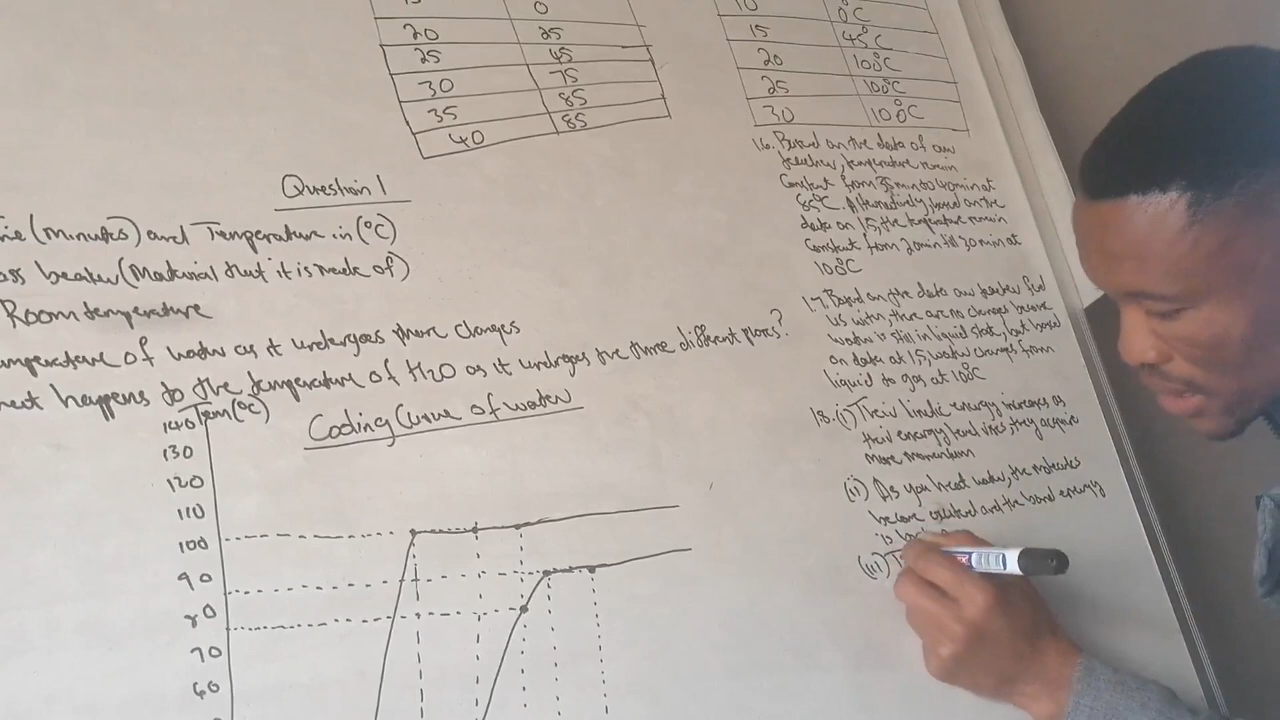 15 0
20 25
25 45
30 75
35 85
40 85
10 0°C
15 45°C
20 100°C
25 100°C
30 100°C
Question 1
(minutes) and Temperature in (°C)
beaker (Material that it is made of)
Room temperature
of water as it undergoes phase changes
happens to the temperature of H2O as it undergoes the three different phases?
Tem(°C)
Cooling Curve of water
140
130
120
110
100
90
80
70
60
1.6. Based on the data of our
teacher, temperature remain
Constant from 35 min to 40 min at
85°C. Alternatively, based on the
data on 1,5, the temperature remain
Constant from 20 min till 30 min at
100°C
1.7. Based on the data our teacher
us with, there are no changes because
water is still in liquid state, but based
on data at 1,5, water changes from
liquid to gas at 100°C
1.8. (i) Their kinetic energy increases as
their energy level rises, they acquire
more momentum
(ii) As you heat water, the molecules
become excited and the bond energy
is
(iii) T